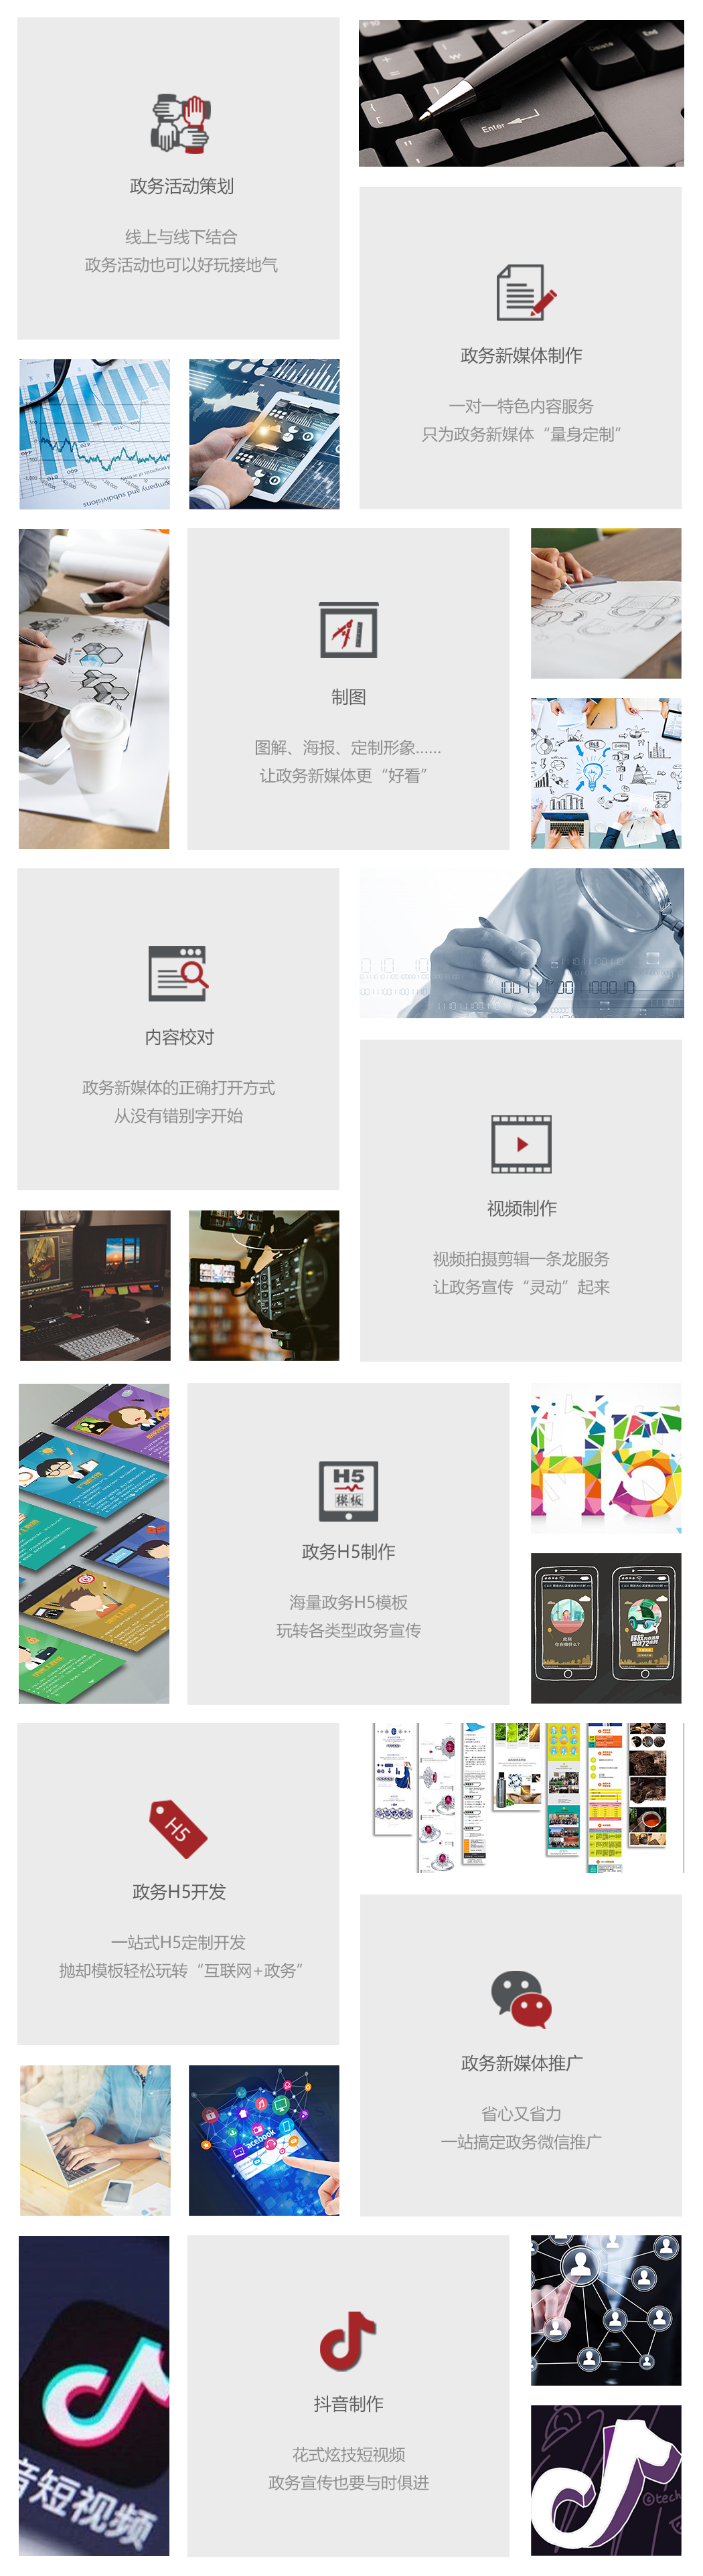 Delete
End
Enter
政务活动策划
线上与线下结合
政务活动也可以好玩接地气
政务新媒体制作
一对一特色内容服务
只为政务新媒体“量身定制”
company and subdivisions
制图
图解、海报、定制形象......
让政务新媒体更“好看”
内容校对
政务新媒体的正确打开方式
从没有错别字开始
视频制作
视频拍摄剪辑一条龙服务
让政务宣传“灵动”起来
H5
H5
模板
政务H5制作
海量政务H5模板
玩转各类型政务宣传
H5
政务H5开发
一站式H5定制开发
抛却模板轻松玩转“互联网+政务”
政务新媒体推广
省心又省力
一站搞定政务微信推广
facebook
抖音制作
花式炫技短视频
政务宣传也要与时俱进
音短视频
©tech